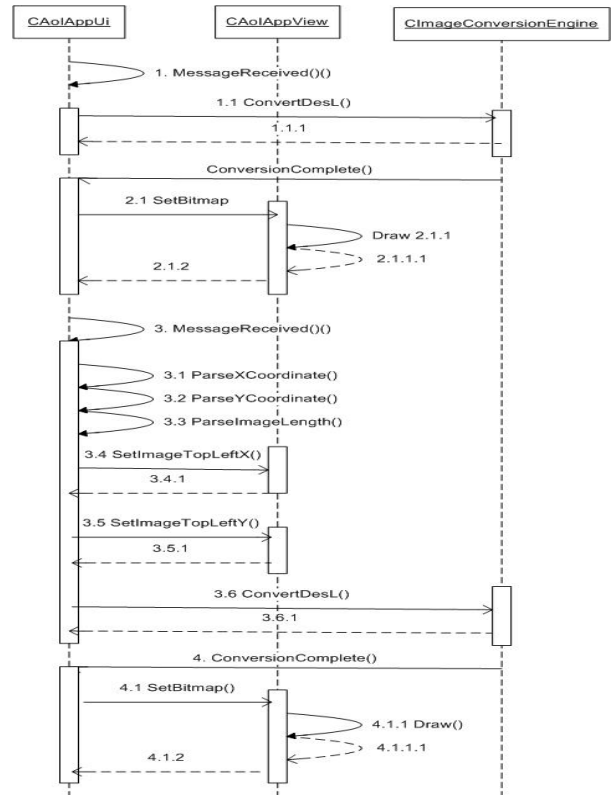 CAolAppUi
CAolAppView
CImageConversionEngine
1. MessageReceived()()
1.1 ConvertDesL()
1.1.1
ConversionComplete()
2.1 SetBitmap
Draw 2.1.1
2.1.1.1
2.1.2
3. MessageReceived()()
3.1 ParseXCoordinate()
3.2 ParseYCoordinate()
3.3 ParseImageLength()
3.4 SetImageTopLeftX()
3.4.1
3.5 SetImageTopLeftY()
3.5.1
3.6 ConvertDesL()
3.6.1
4. ConversionComplete()
4.1 SetBitmap()
4.1.1 Draw()
4.1.1.1
4.1.2